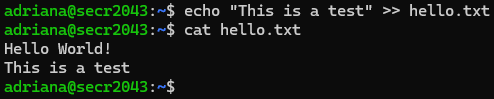 adriana@secr2043:~$ echo "This is a test" >> hello.txt
adriana@secr2043:~$ cat hello.txt
Hello World!
This is a test
adriana@secr2043:~$